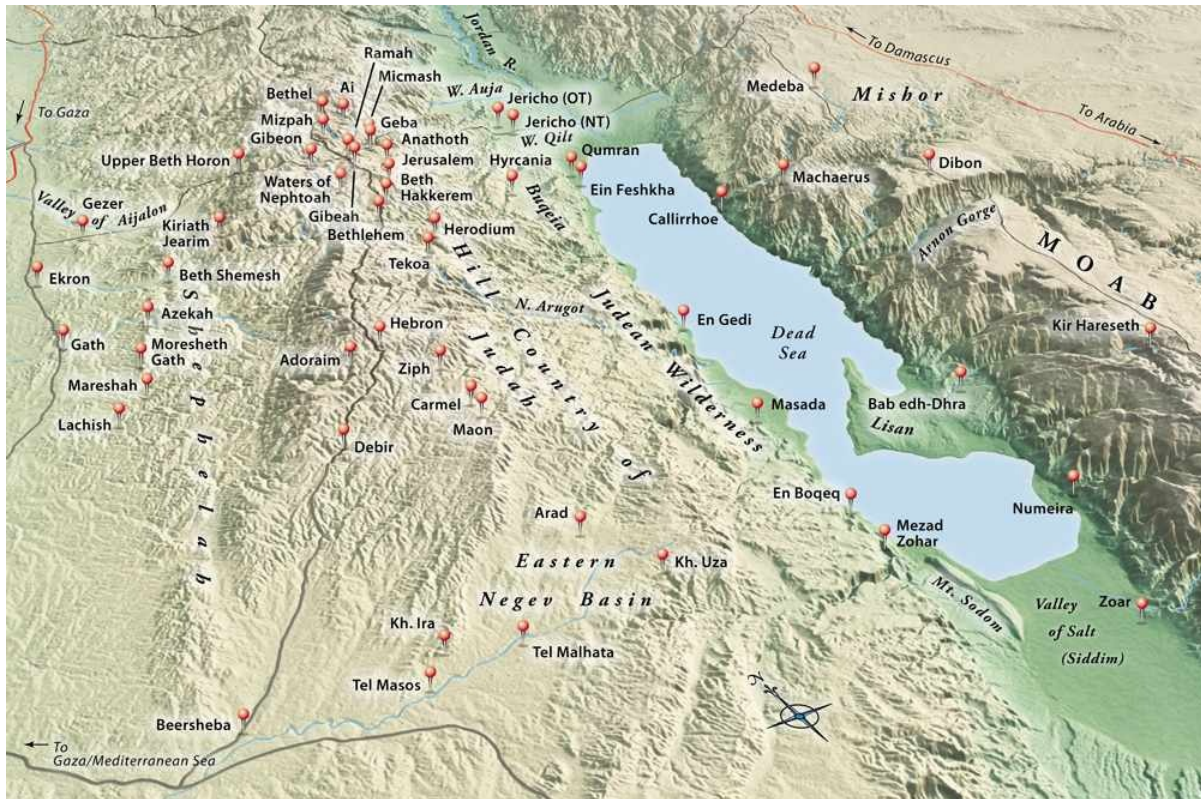 Jordan R.
Ramah
Micmash
To Damascus
Bethel
Ai
W. Auja
Medeba
Mishor
To Gaza
Mizpah
Geba
Jericho (OT)
Jericho (NT)
To Arabia
Gibeon
Anathoth
W. Qilt
Upper Beth Horon
Jerusalem
Hyrcania
Qumran
Dibon
Waters of
Nephtoah
Beth
Hakkerem
Buqeia
Ein Feshkha
Machaerus
Valley of Aijalon
Gezer
Kiriath
Jearim
Gibeah
Bethlehem
Herodium
Callirrhoe
Arnon Gorge
MOAB
Tekoa
Ekron
Beth Shemesh
Shephelah
Hill Country of
Judah
N. Arugot
Judean Wilderness
Azekah
En Gedi
Dead
Sea
Kir Hareseth
Gath
Moresheth
Gath
Adoraim
Hebron
Ziph
Mareshah
Carmel
Maon
Masada
Bab edh-Dhra
Lisan
Lachish
Debir
En Boqeq
Numeira
Arad
Mezad
Zohar
Eastern
Negev Basin
Kh. Uza
Mt. Sodom
Valley
of Salt
(Siddim)
Zoar
Kh. Ira
Tel Malhata
Tel Masos
Beersheba
N
To
Gaza/Mediterranean Sea